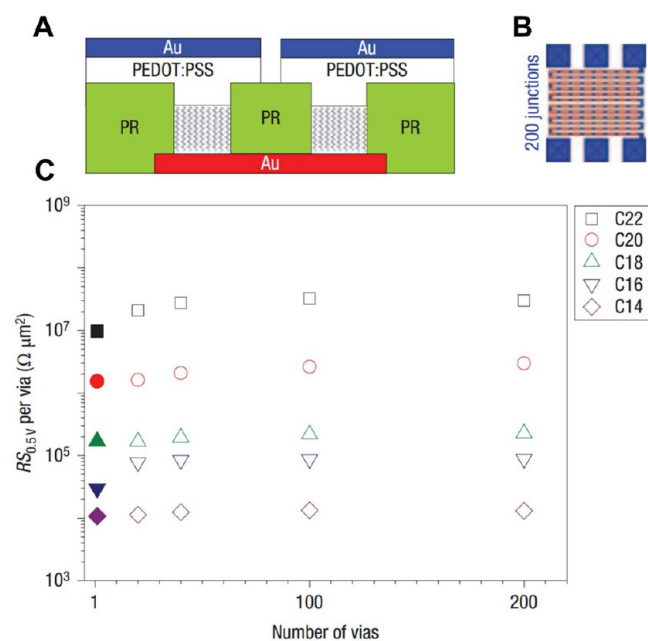 A
B
Au
Au
PEDOT:PSS
PEDOT:PSS
PR
PR
PR
Au
200 junctions
C
10⁹
10⁷
10⁵
10³
RS₀.₅ ᵥ per via (Ω μm²)
1
100
200
Number of vias
C22
C20
C18
C16
C14